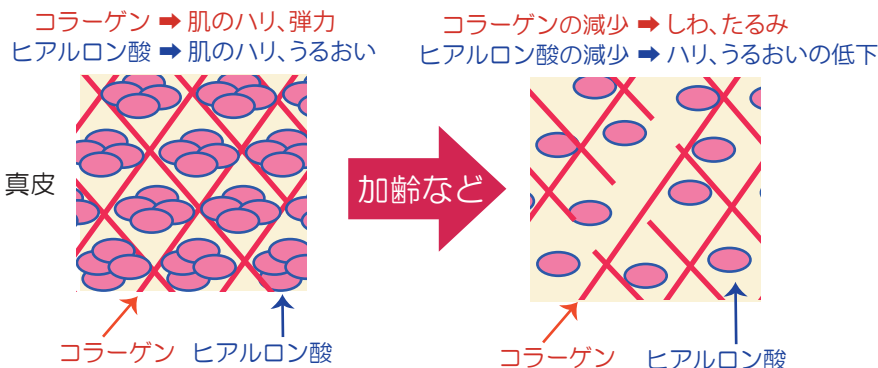 コラーゲン ➡ 肌のハリ、弾力
ヒアルロン酸 ➡ 肌のハリ、うるおい
コラーゲンの減少 ➡ しわ、たるみ
ヒアルロン酸の減少 ➡ ハリ、うるおいの低下
真皮
加齢など
コラーゲン ヒアルロン酸
コラーゲン ヒアルロン酸